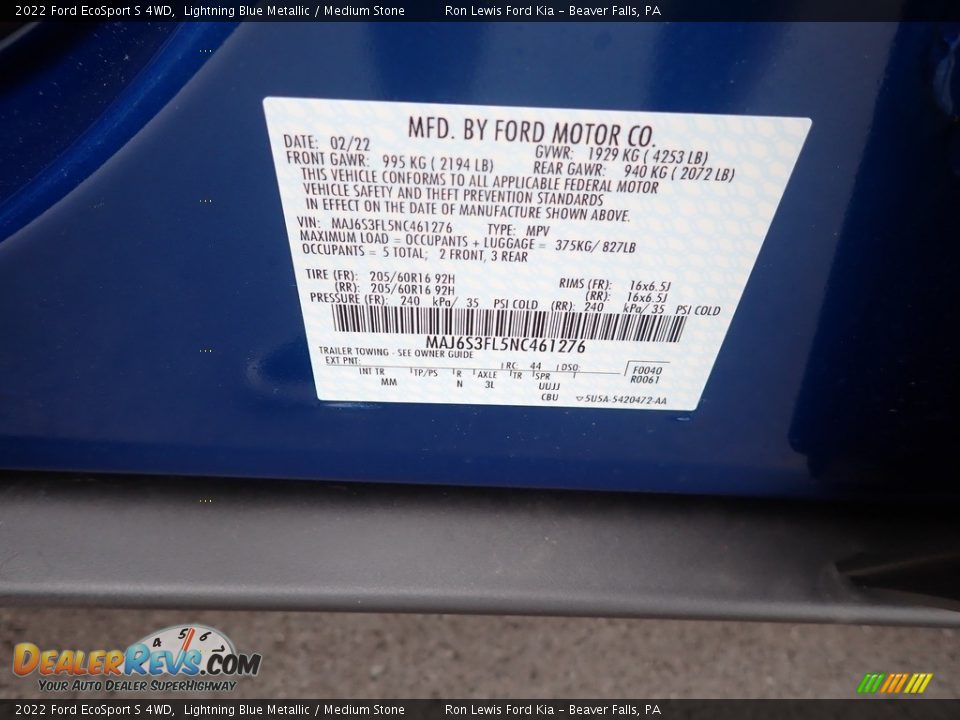 2022 Ford EcoSport S 4WD, Lightning Blue Metallic / Medium Stone Ron Lewis Ford Kia – Beaver Falls, PA
MFD. BY FORD MOTOR CO.
DATE: 02/22 GVWR: 1929 KG ( 4253 LB)
FRONT GAWR: 995 KG ( 2194 LB) REAR GAWR: 940 KG ( 2072 LB)
THIS VEHICLE CONFORMS TO ALL APPLICABLE FEDERAL MOTOR
VEHICLE SAFETY AND THEFT PREVENTION STANDARDS
IN EFFECT ON THE DATE OF MANUFACTURE SHOWN ABOVE.
VIN: MAJ6S3FL5NC461276 TYPE: MPV
MAXIMUM LOAD = OCCUPANTS + LUGGAGE = 375KG/ 827LB
OCCUPANTS = 5 TOTAL; 2 FRONT, 3 REAR
TIRE (FR): 205/60R16 92H RIMS (FR): 16x6.5J
(RR): 205/60R16 92H (RR): 16x6.5J
PRESSURE (FR): 240 kPa/ 35 PSI COLD (RR): 240 kPa/ 35 PSI COLD
MAJ6S3FL5NC461276
TRAILER TOWING - SEE OWNER GUIDE
EXT PNT: RC: 44 DSO: F0040
INT TR TP/PS R AXLE TR SPR R0061
MM N 3L UUJJ
CBU 5U5A-5420472-AA
4 5 6
DEALERREVS.COM
YOUR AUTO DEALER SUPERHIGHWAY
2022 Ford EcoSport S 4WD, Lightning Blue Metallic / Medium Stone Ron Lewis Ford Kia – Beaver Falls, PA